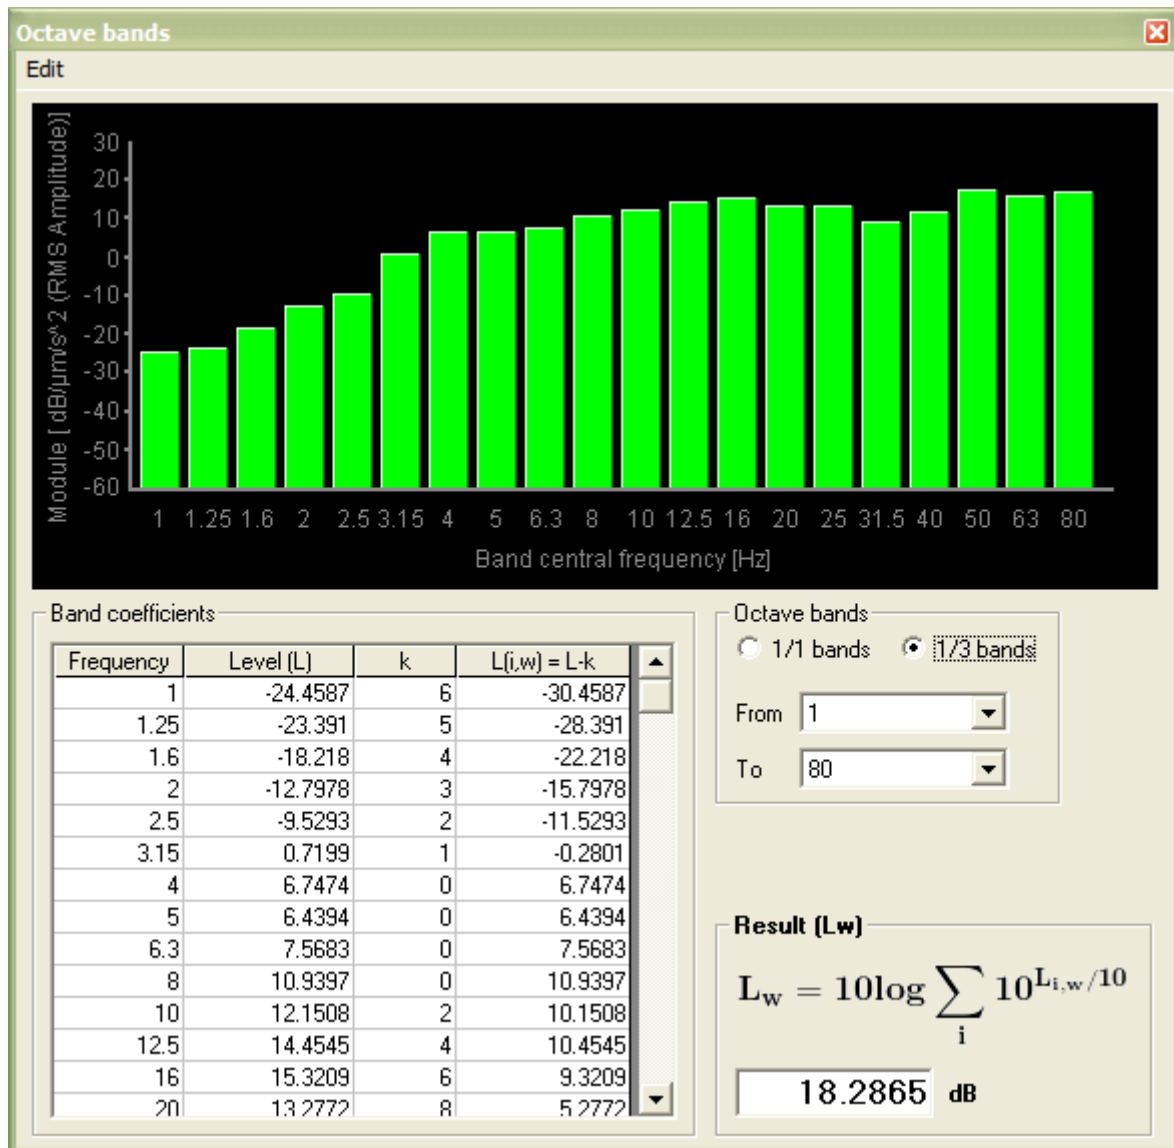 Octave bands
Edit
Module [ dB/µm/s^2 (RMS Amplitude)]
30
20
10
0
-10
-20
-30
-40
-50
-60
1 1.25 1.6 2 2.5 3.15 4 5 6.3 8 10 12.5 16 20 25 31.5 40 50 63 80
Band central frequency [Hz]
Band coefficients
Frequency Level (L) k L(i,w) = L-k
1 -24.4587 6 -30.4587
1.25 -23.391 5 -28.391
1.6 -18.218 4 -22.218
2 -12.7978 3 -15.7978
2.5 -9.5293 2 -11.5293
3.15 0.7199 1 -0.2801
4 6.7474 0 6.7474
5 6.4394 0 6.4394
6.3 7.5683 0 7.5683
8 10.9397 0 10.9397
10 12.1508 2 10.1508
12.5 14.4545 4 10.4545
16 15.3209 6 9.3209
20 13.2772 8 5.2772
Octave bands
1/1 bands 1/3 bands
From 1
To 80
Result (Lw)
L_w = 10log ∑_i 10^{L_{i,w}/10}
18.2865 dB